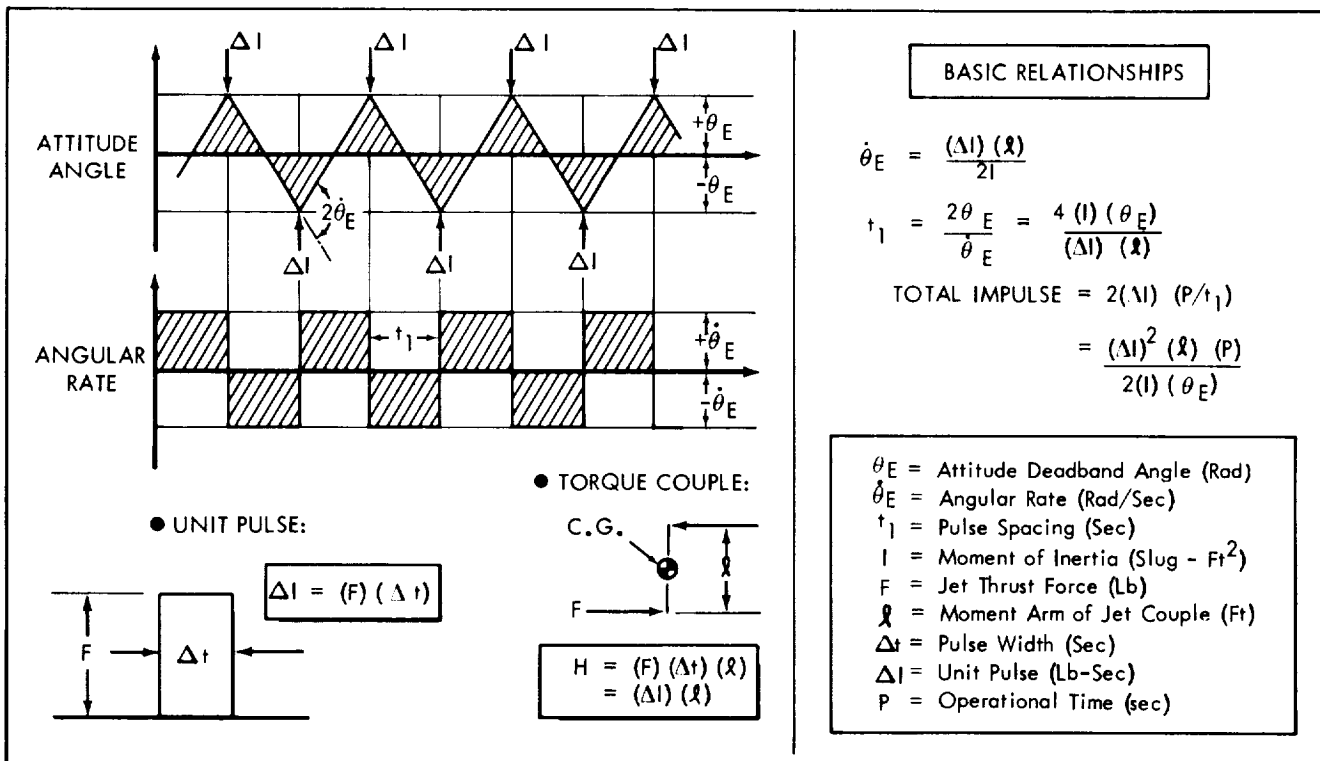 ΔI ΔI ΔI ΔI
ATTITUDE
ANGLE
+θE
-θE
2θ̇E
ΔI ΔI ΔI
ANGULAR
RATE
t1
+θ̇E
-θ̇E
● UNIT PULSE:
F
Δt
ΔI = (F) (Δt)
● TORQUE COUPLE:
C.G.
ℓ
F
H = (F) (Δt) (ℓ)
= (ΔI) (ℓ)
BASIC RELATIONSHIPS
θ̇E = (ΔI) (ℓ) / 2I
t1 = 2θE / θ̇E = 4 (I) (θE) / (ΔI) (ℓ)
TOTAL IMPULSE = 2(ΔI) (P/t1)
= (ΔI)² (ℓ) (P) / 2(I) (θE)
θE = Attitude Deadband Angle (Rad)
θ̇E = Angular Rate (Rad/Sec)
t1 = Pulse Spacing (Sec)
I = Moment of Inertia (Slug - Ft²)
F = Jet Thrust Force (Lb)
ℓ = Moment Arm of Jet Couple (Ft)
Δt = Pulse Width (Sec)
ΔI = Unit Pulse (Lb-Sec)
P = Operational Time (sec)